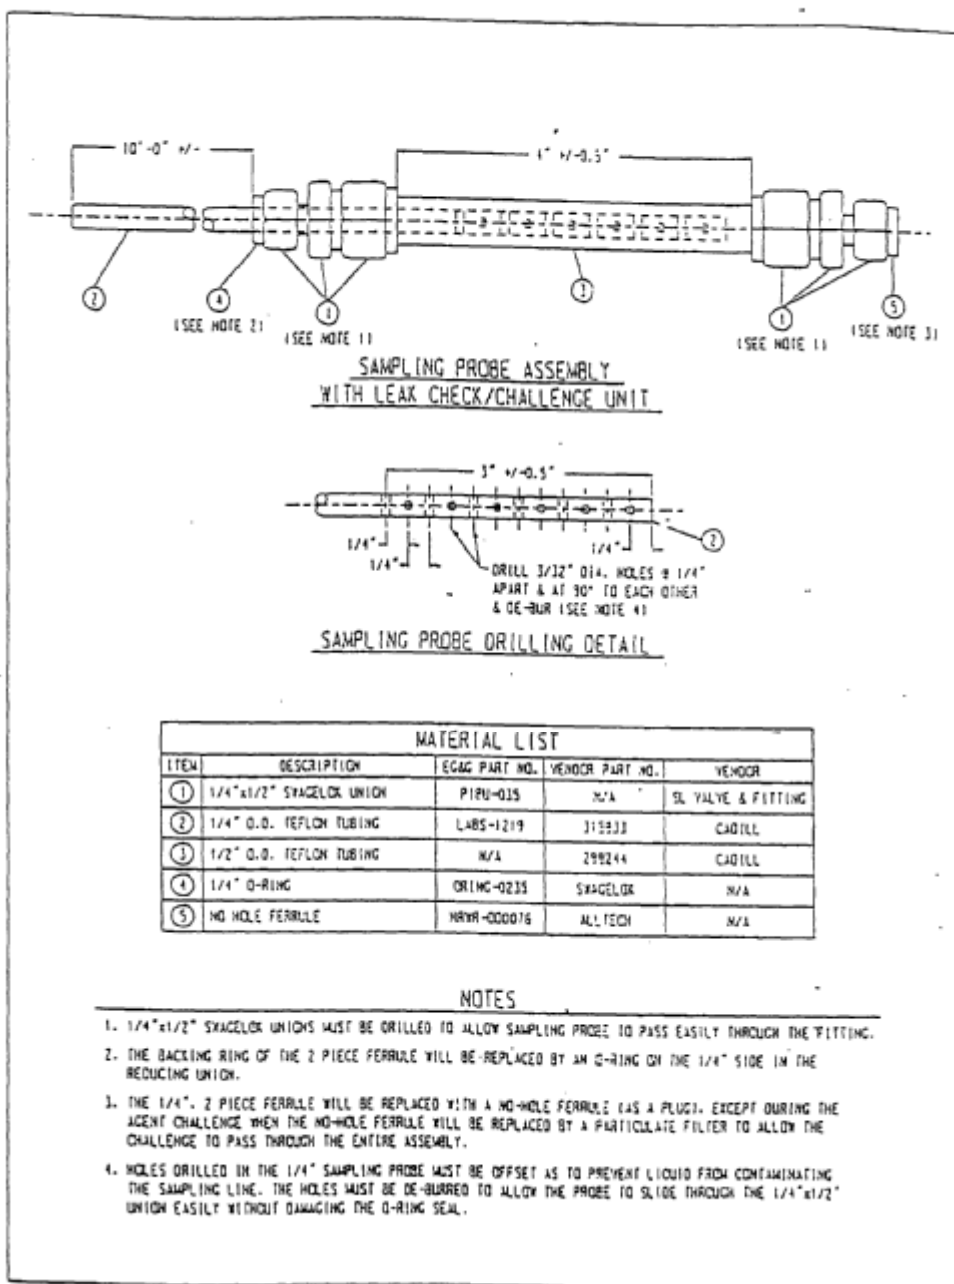 10'-0" +/-
4" +/-0.5"
2
4
(SEE NOTE 2)
1
(SEE NOTE 1)
3
1
(SEE NOTE 1)
5
(SEE NOTE 3)
SAMPLING PROBE ASSEMBLY
WITH LEAK CHECK/CHALLENGE UNIT
3" +/-0.5"
1/4"
1/4"
1/4"
2
DRILL 3/32" DIA. HOLES @ 1/4"
APART & AT 90° TO EACH OTHER
& DE-BUR (SEE NOTE 4)
SAMPLING PROBE DRILLING DETAIL
MATERIAL LIST
ITEM DESCRIPTION EG&G PART NO. VENDOR PART NO. VENDOR
1 1/4"x1/2" SWAGELOK UNION PIPU-035 N/A SL VALVE & FITTING
2 1/4" O.D. TEFLON TUBING LABS-1219 CADILL
3 1/2" O.D. TEFLON TUBING N/A 298244 CADILL
4 1/4" O-RING ORING-0235 SWAGELOK N/A
5 NO HOLE FERRULE ALLTECH N/A
NOTES
1. 1/4"x1/2" SWAGELOK UNIONS MUST BE DRILLED TO ALLOW SAMPLING PROBE TO PASS EASILY THROUGH THE FITTING.
2. THE BACKING RING OF THE 2 PIECE FERRULE WILL BE REPLACED BY AN O-RING ON THE 1/4" SIDE IN THE
REDUCING UNION.
3. THE 1/4", 2 PIECE FERRULE WILL BE REPLACED WITH A NO-HOLE FERRULE (AS A PLUG), EXCEPT DURING THE
AGENT CHALLENGE WHEN THE NO-HOLE FERRULE WILL BE REPLACED BY A PARTICULATE FILTER TO ALLOW THE
CHALLENGE TO PASS THROUGH THE ENTIRE ASSEMBLY.
4. HOLES DRILLED IN THE 1/4" SAMPLING PROBE MUST BE OFFSET AS TO PREVENT LIQUID FROM CONTAMINATING
THE SAMPLING LINE. THE HOLES MUST BE DE-BURRED TO ALLOW THE PROBE TO SLIDE THROUGH THE 1/4"x1/2"
UNION EASILY WITHOUT DAMAGING THE O-RING SEAL.